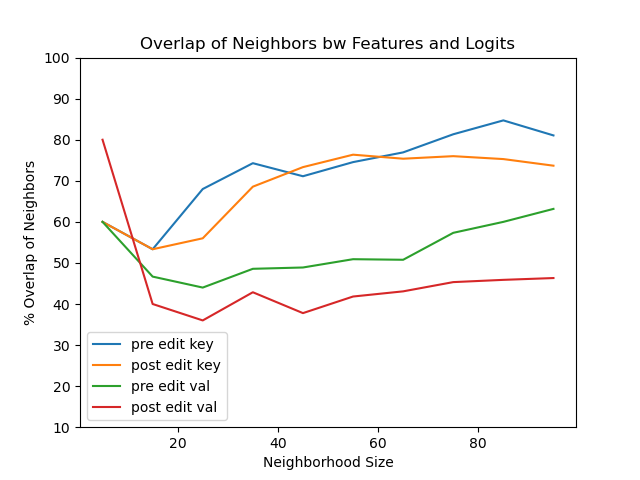 Overlap of Neighbors bw Features and Logits
100
90
80
70
60
50
40
30
20
10
% Overlap of Neighbors
pre edit key
post edit key
pre edit val
post edit val
20 40 60 80
Neighborhood Size